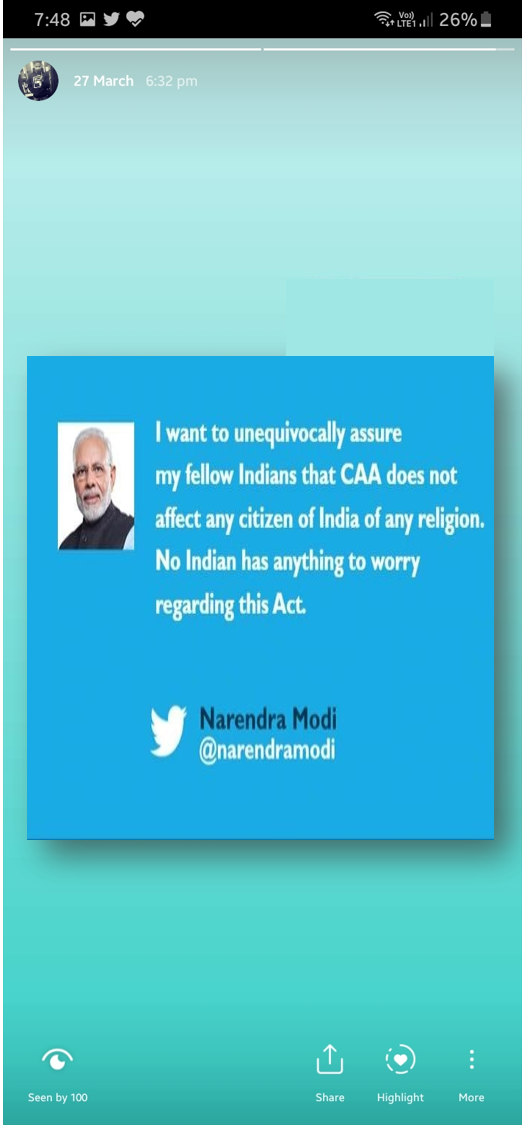 7:48 Vo) LTE1 26%
27 March 6:32 pm
I want to unequivocally assure
my fellow Indians that CAA does not
affect any citizen of India of any religion.
No Indian has anything to worry
regarding this Act.
Narendra Modi
@narendramodi
Seen by 100 Share Highlight More